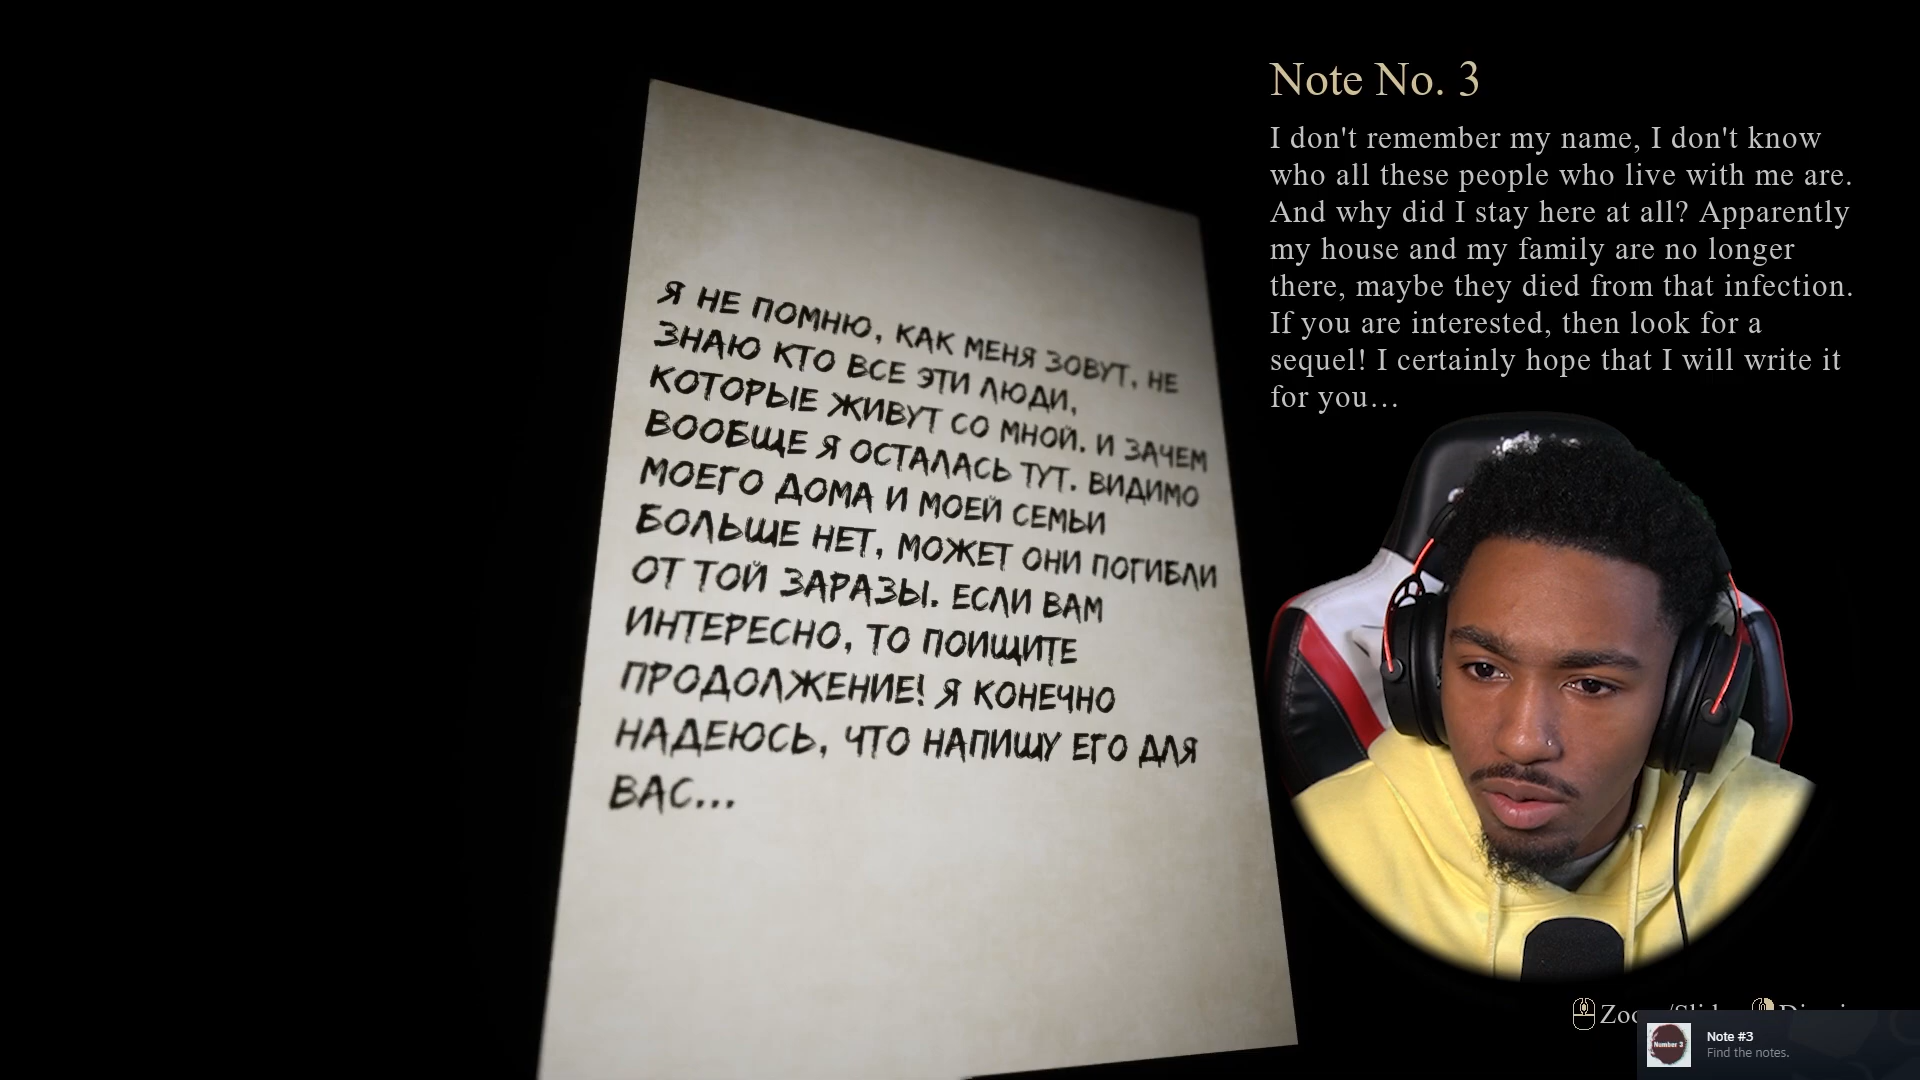 Note No. 3
I don't remember my name, I don't know
who all these people who live with me are.
And why did I stay here at all? Apparently
my house and my family are no longer
there, maybe they died from that infection.
If you are interested, then look for a
sequel! I certainly hope that I will write it
for you...
Я НЕ ПОМНЮ, КАК МЕНЯ ЗОВУТ, НЕ
ЗНАЮ КТО ВСЕ ЭТИ ЛЮДИ,
КОТОРЫЕ ЖИВУТ СО МНОЙ. И ЗАЧЕМ
ВООБЩЕ Я ОСТАЛАСЬ ТУТ. ВИДИМО
МОЕГО ДОМА И МОЕЙ СЕМЬИ
БОЛЬШЕ НЕТ, МОЖЕТ ОНИ ПОГИБЛИ
ОТ ТОЙ ЗАРАЗЫ. ЕСЛИ ВАМ
ИНТЕРЕСНО, ТО ПОИЩИТЕ
ПРОДОЛЖЕНИЕ! Я КОНЕЧНО
НАДЕЮСЬ, ЧТО НАПИШУ ЕГО ДЛЯ
ВАС...
Number 3
Note #3
Find the notes.